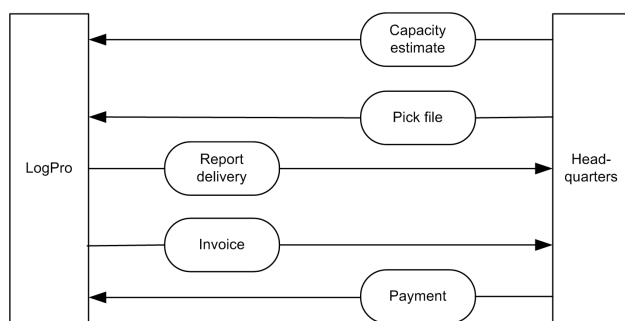 Capacity
estimate
Pick file
Report
delivery
LogPro
Head-
quarters
Invoice
Payment